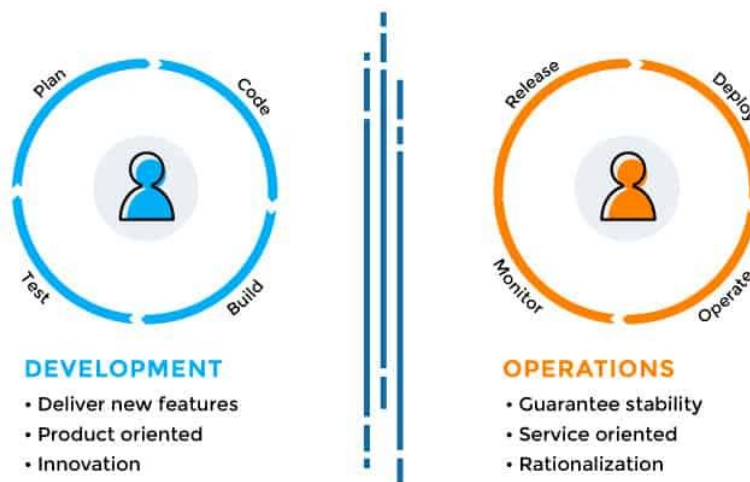 Plan
Code
Build
Test
DEVELOPMENT
• Deliver new features
• Product oriented
• Innovation
Release
Deploy
Operate
Monitor
OPERATIONS
• Guarantee stability
• Service oriented
• Rationalization